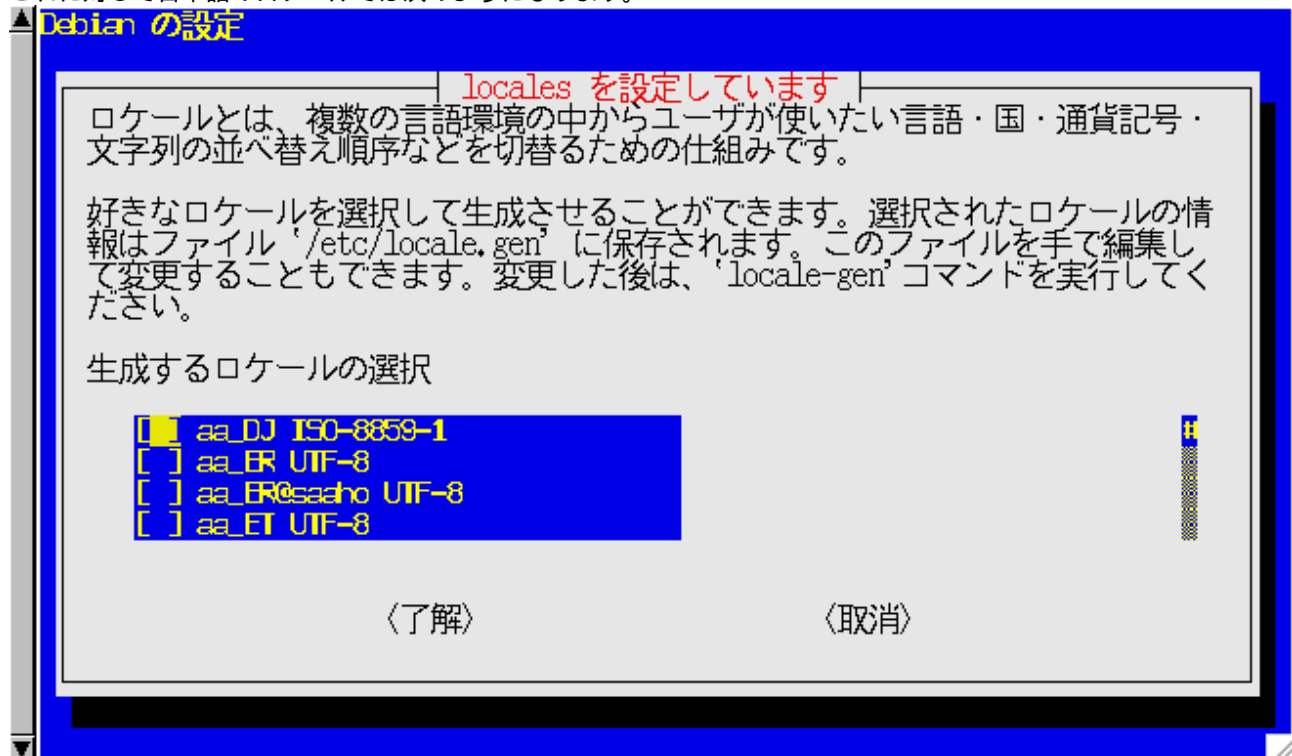 Debian の設定
locales を設定しています
ロケールとは、複数の言語環境の中からユーザが使いたい言語・国・通貨記号・
文字列の並べ替え順序などを切替るための仕組みです。
好きなロケールを選択して生成させることができます。選択されたロケールの情
報はファイル ‘/etc/locale.gen’ に保存されます。このファイルを手で編集し
て変更することもできます。変更した後は、‘locale-gen’コマンドを実行してく
ださい。
生成するロケールの選択
[ ] aa_DJ ISO-8859-1
[ ] aa_ER UTF-8
[ ] aa_ER@saaho UTF-8
[ ] aa_ET UTF-8
〈了解〉 〈取消〉